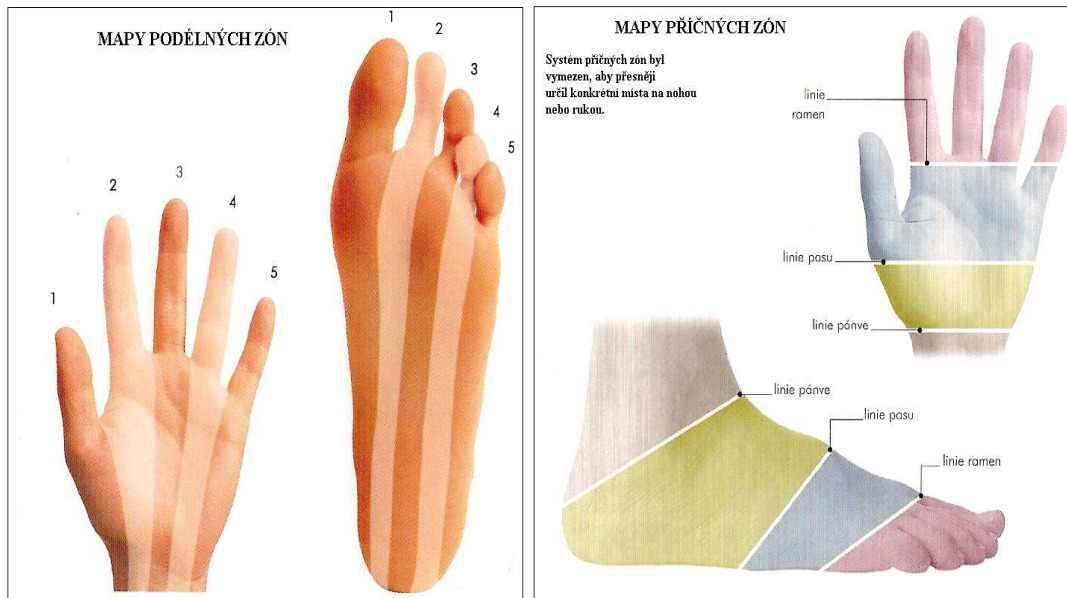 MAPY PODÉLNÝCH ZÓN
1
2
3
4
5
1
2
3
4
5
MAPY PŘÍČNÝCH ZÓN
Systém příčných zón byl
vymezen, aby přesněji
určil konkrétní místa na nohou
nebo rukou.
linie
ramen
linie pasu
linie pánve
linie pánve
linie pasu
linie ramen